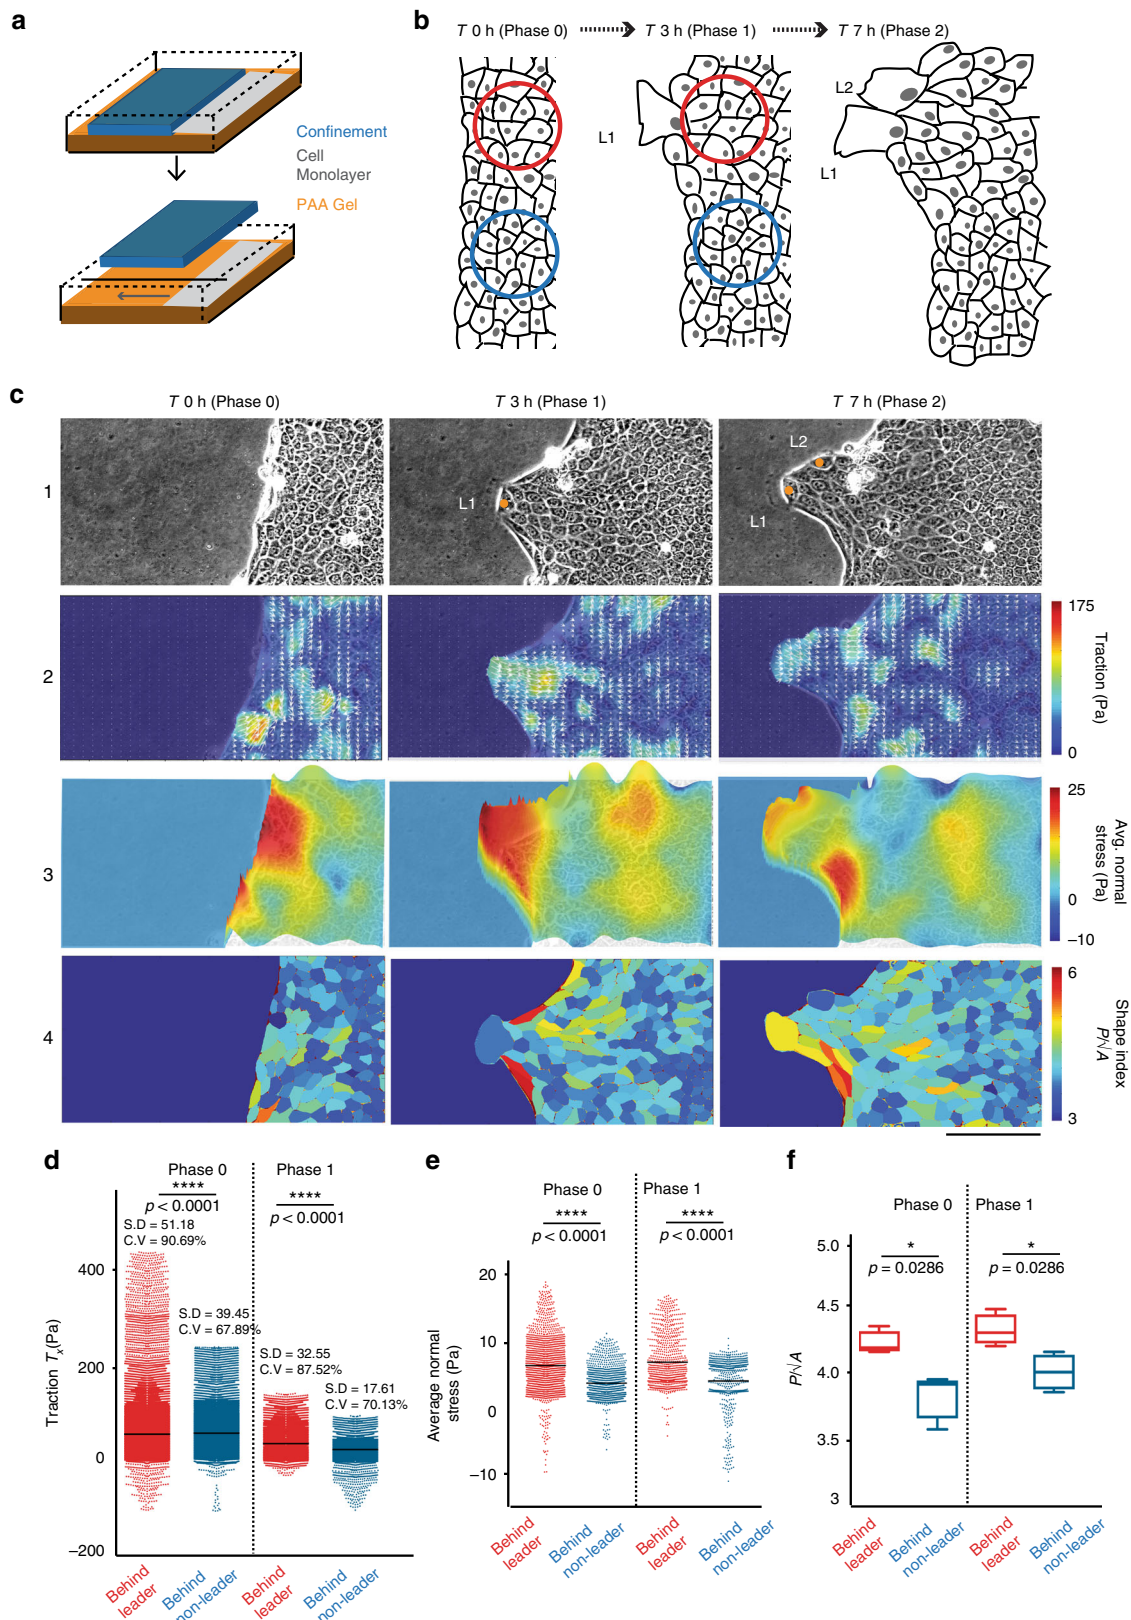 a
Confinement
Cell
Monolayer
PAA Gel
b
T 0 h (Phase 0)
T 3 h (Phase 1)
T 7 h (Phase 2)
L1
L2
L1
c
T 0 h (Phase 0)
T 3 h (Phase 1)
T 7 h (Phase 2)
1
L1
L2
L1
2
175
Traction (Pa)
0
3
25
Avg. normal
stress (Pa)
0
−10
4
6
Shape index
P/√A
3
d
Phase 0
Phase 1
****
p < 0.0001
****
p < 0.0001
S.D = 51.18
C.V = 90.69%
S.D = 39.45
C.V = 67.89%
S.D = 32.55
C.V = 87.52%
S.D = 17.61
C.V = 70.13%
Traction Tx(Pa)
400
200
0
−200
Behind
leader
Behind
non-leader
Behind
leader
Behind
non-leader
e
Phase 0
Phase 1
****
p < 0.0001
****
p < 0.0001
Average normal
stress (Pa)
20
10
0
−10
Behind
leader
Behind
non-leader
Behind
leader
Behind
non-leader
f
Phase 0
Phase 1
*
p = 0.0286
*
p = 0.0286
P/√A
5.0
4.5
4.0
3.5
3
Behind
leader
Behind
non-leader
Behind
leader
Behind
non-leader